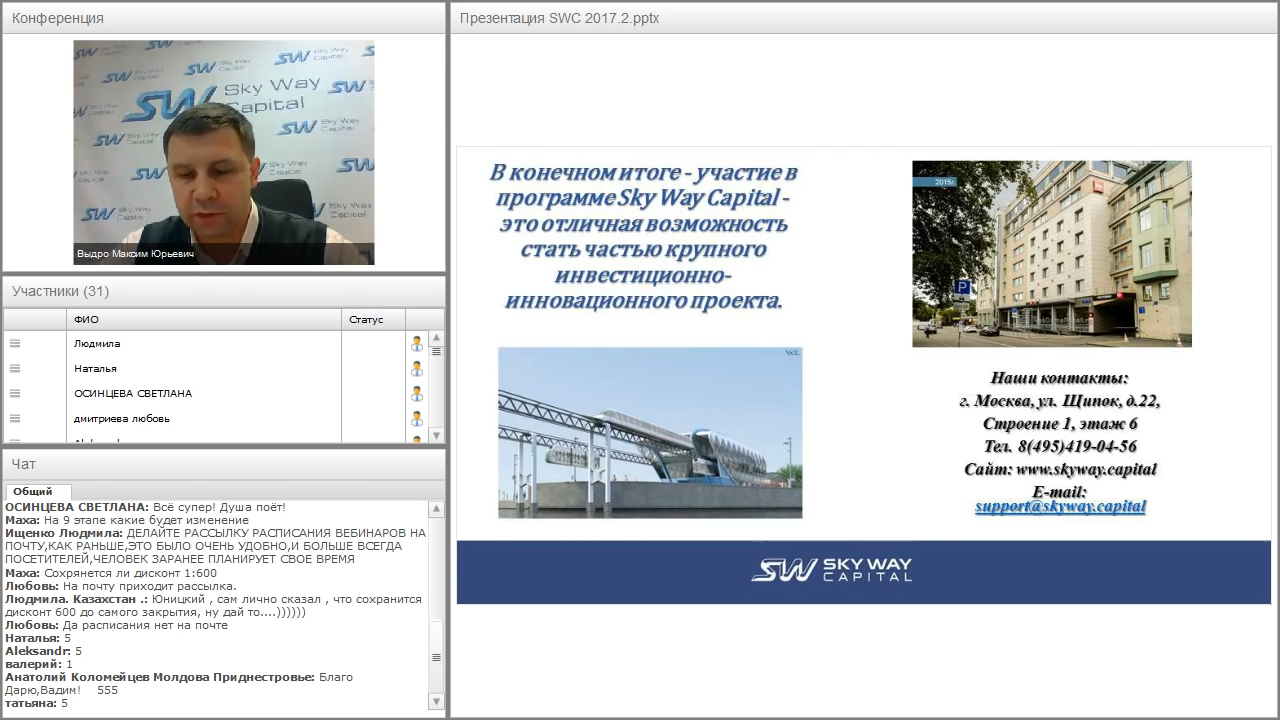 Конференция
SW Sky Way Capital
Выдро Максим Юрьевич
Участники (31)
ФИО
Статус
Людмила
Наталья
ОСИНЦЕВА СВЕТЛАНА
дмитриева любовь
Чат
Общий
ОСИНЦЕВА СВЕТЛАНА: Всё супер! Душа поёт!
Маха: На 9 этапе какие будет изменение
Ищенко Людмила: ДЕЛАЙТЕ РАССЫЛКУ РАСПИСАНИЯ ВЕБИНАРОВ НА
ПОЧТУ,КАК РАНЬШЕ,ЭТО БЫЛО ОЧЕНЬ УДОБНО,И БОЛЬШЕ ВСЕГДА
ПОСЕТИТЕЛЕЙ,ЧЕЛОВЕК ЗАРАНЕЕ ПЛАНИРУЕТ СВОЕ ВРЕМЯ
Маха: Сохрянется ли дисконт 1:600
Любовь: На почту приходит рассылка.
Людмила. Казахстан .: Юницкий , сам лично сказал , что сохранится
дисконт 600 до самого закрытия, ну дай то....))))))
Любовь: Да расписания нет на почте
Наталья: 5
Aleksandr: 5
валерий: 1
Анатолий Коломейцев Молдова Приднестровье: Благо
Дарю,Вадим! 555
татьяна: 5
Презентация SWC 2017.2.pptx
В конечном итоге - участие в
программе Sky Way Capital -
это отличная возможность
стать частью крупного
инвестиционно-
инновационного проекта.
2015г
P
Наши контакты:
г. Москва, ул. Щипок, д.22,
Строение 1, этаж 6
Тел. 8(495)419-04-56
Сайт: www.skyway.capital
E-mail:
support@skyway.capital
SW SKY WAY
CAPITAL